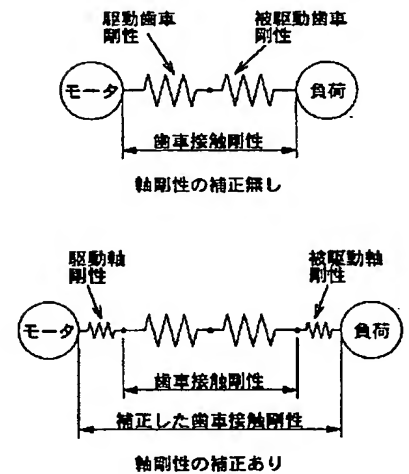 駆動歯車
剛性
被駆動歯車
剛性
モータ
負荷
歯車接触剛性
軸剛性の補正無し
駆動軸
剛性
被駆動軸
剛性
モータ
負荷
歯車接触剛性
補正した歯車接触剛性
軸剛性の補正あり